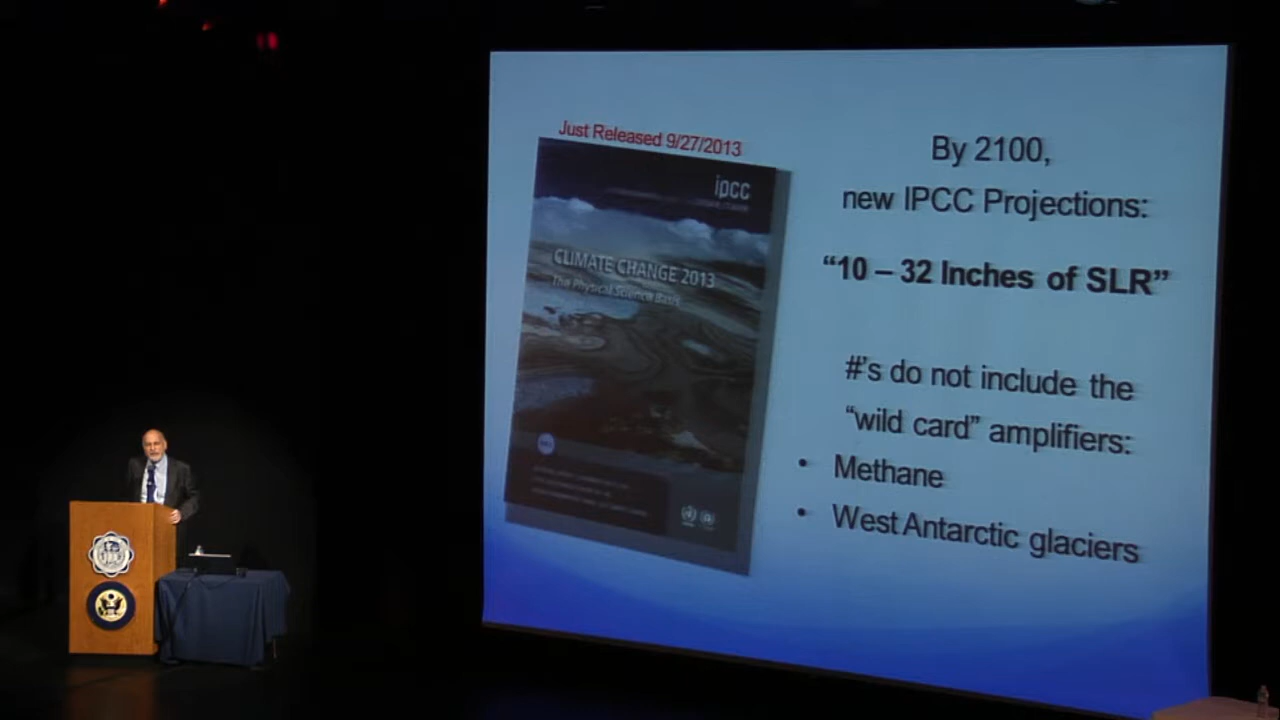 Just Released 9/27/2013
ipcc
CLIMATE CHANGE 2013
The Physical Science Basis
By 2100,
new IPCC Projections:
“10 – 32 Inches of SLR”
#'s do not include the
“wild card” amplifiers:
• Methane
• West Antarctic glaciers